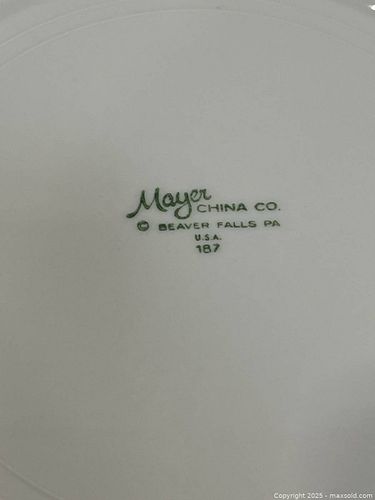 Mayer CHINA CO.
© BEAVER FALLS PA
U.S.A.
187
Copyright 2025 - maxsold.com